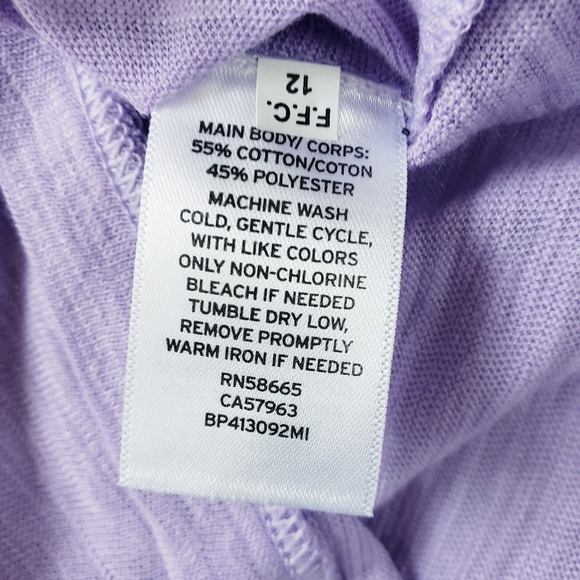 F.F.C.
12
MAIN BODY/ CORPS:
55% COTTON/COTON
45% POLYESTER
MACHINE WASH
COLD, GENTLE CYCLE,
WITH LIKE COLORS
ONLY NON-CHLORINE
BLEACH IF NEEDED
TUMBLE DRY LOW,
REMOVE PROMPTLY
WARM IRON IF NEEDED
RN58665
CA57963
BP413092MI